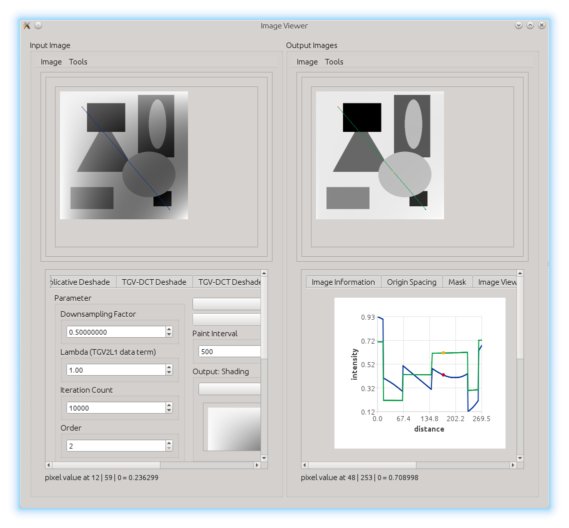 Image Viewer
Input Image
Output Images
Image Tools
Image Tools
plicative Deshade TGV-DCT Deshade TGV-DCT Deshade
Parameter
Downsampling Factor
0.50000000
Lambda (TGV2L1 data term)
1.00
Iteration Count
10000
Order
2
Paint Interval
500
Output: Shading
pixel value at 12 | 59 | 0 = 0.236299
Image Information Origin Spacing Mask Image View
0.93
0.72
0.52
0.32
0.12
intensity
0.0 67.4 134.8 202.2 269.5
distance
pixel value at 48 | 253 | 0 = 0.708998